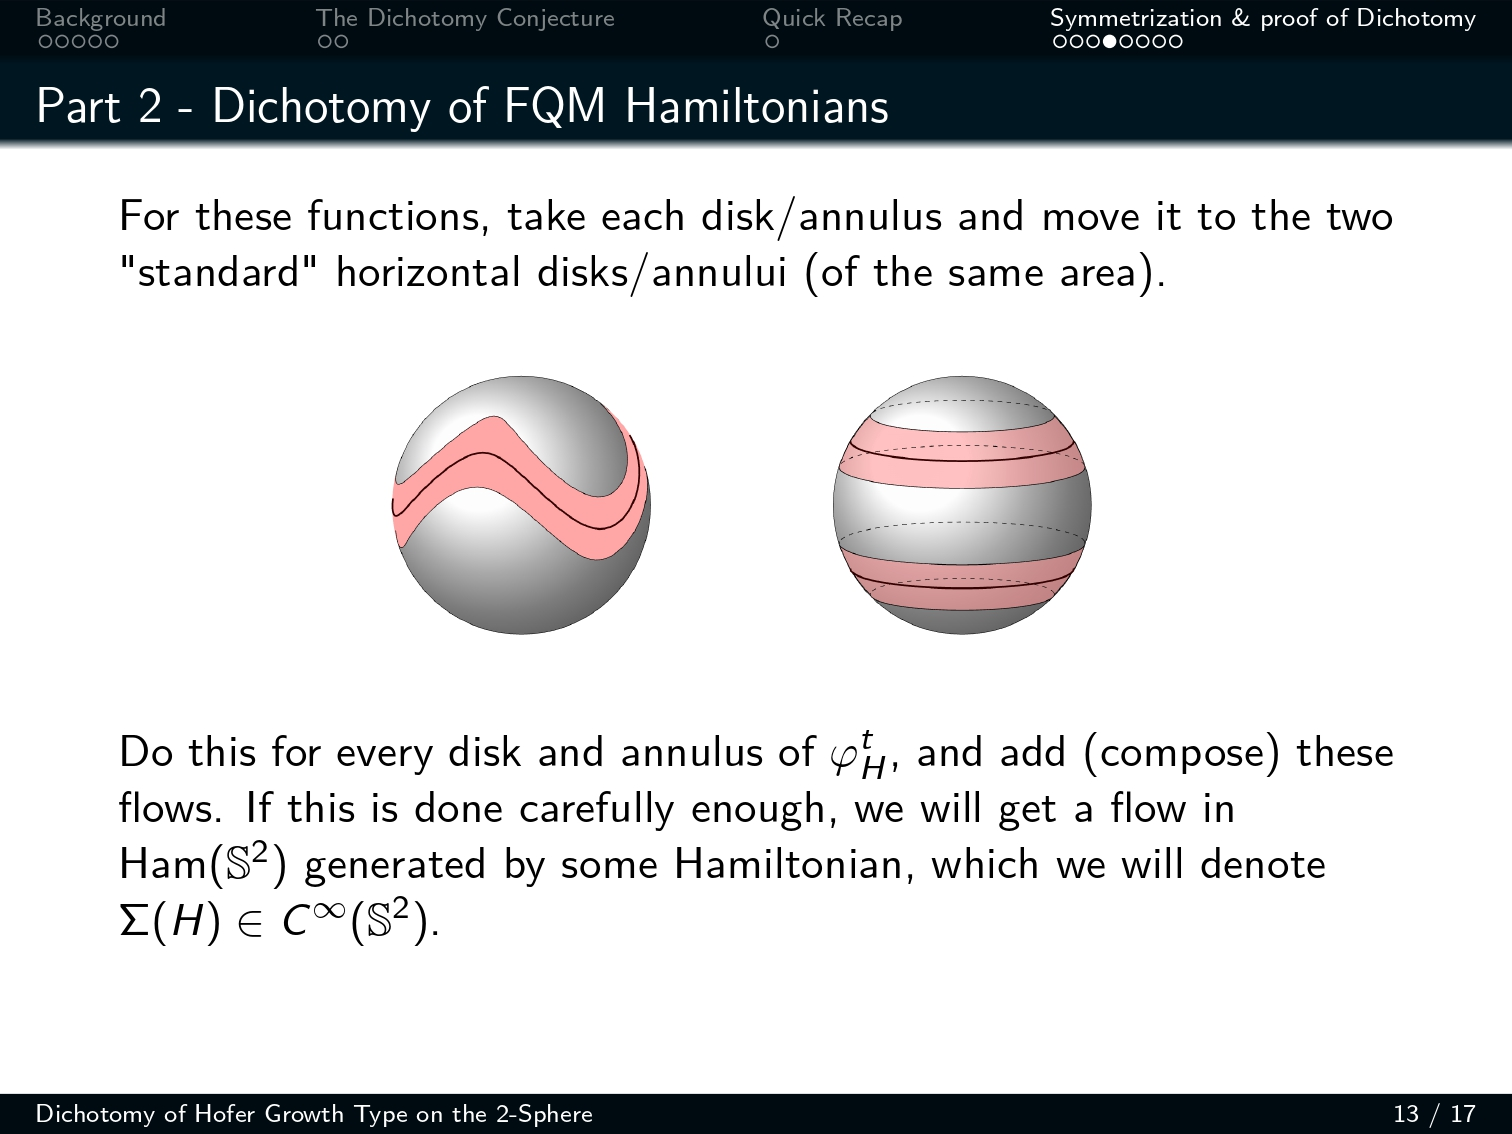 Background The Dichotomy Conjecture Quick Recap Symmetrization & proof of Dichotomy
Part 2 - Dichotomy of FQM Hamiltonians
For these functions, take each disk/annulus and move it to the two
"standard" horizontal disks/annului (of the same area).
Do this for every disk and annulus of φ_H^t, and add (compose) these
flows. If this is done carefully enough, we will get a flow in
Ham(𝕊²) generated by some Hamiltonian, which we will denote
Σ(H) ∈ C^∞(𝕊²).
Dichotomy of Hofer Growth Type on the 2-Sphere 13 / 17